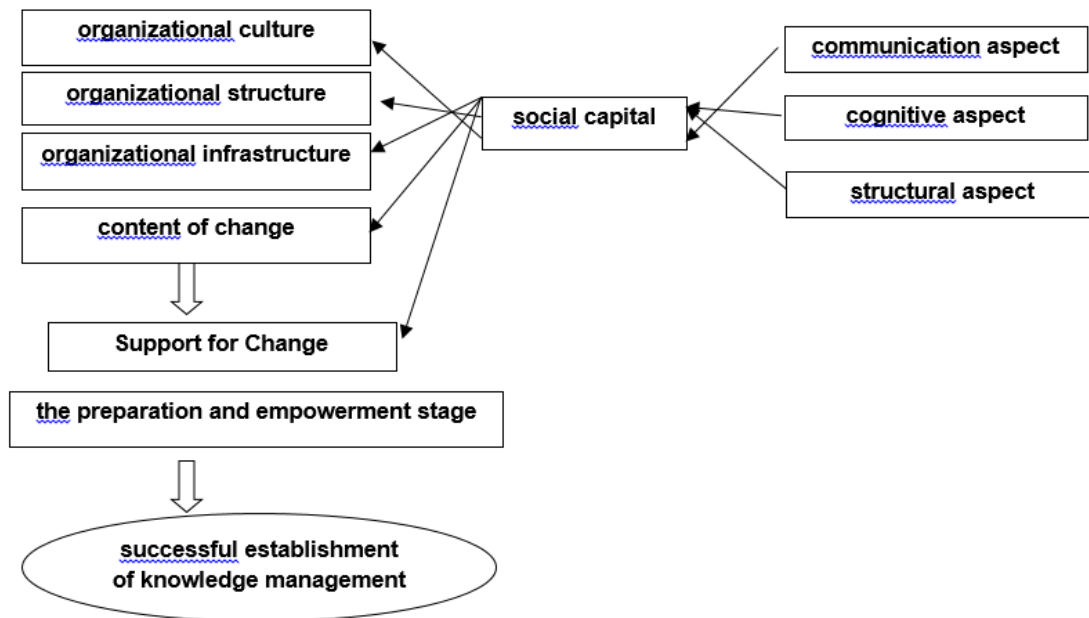 organizational culture
organizational structure
organizational infrastructure
content of change
Support for Change
the preparation and empowerment stage
successful establishment
of knowledge management
social capital
communication aspect
cognitive aspect
structural aspect